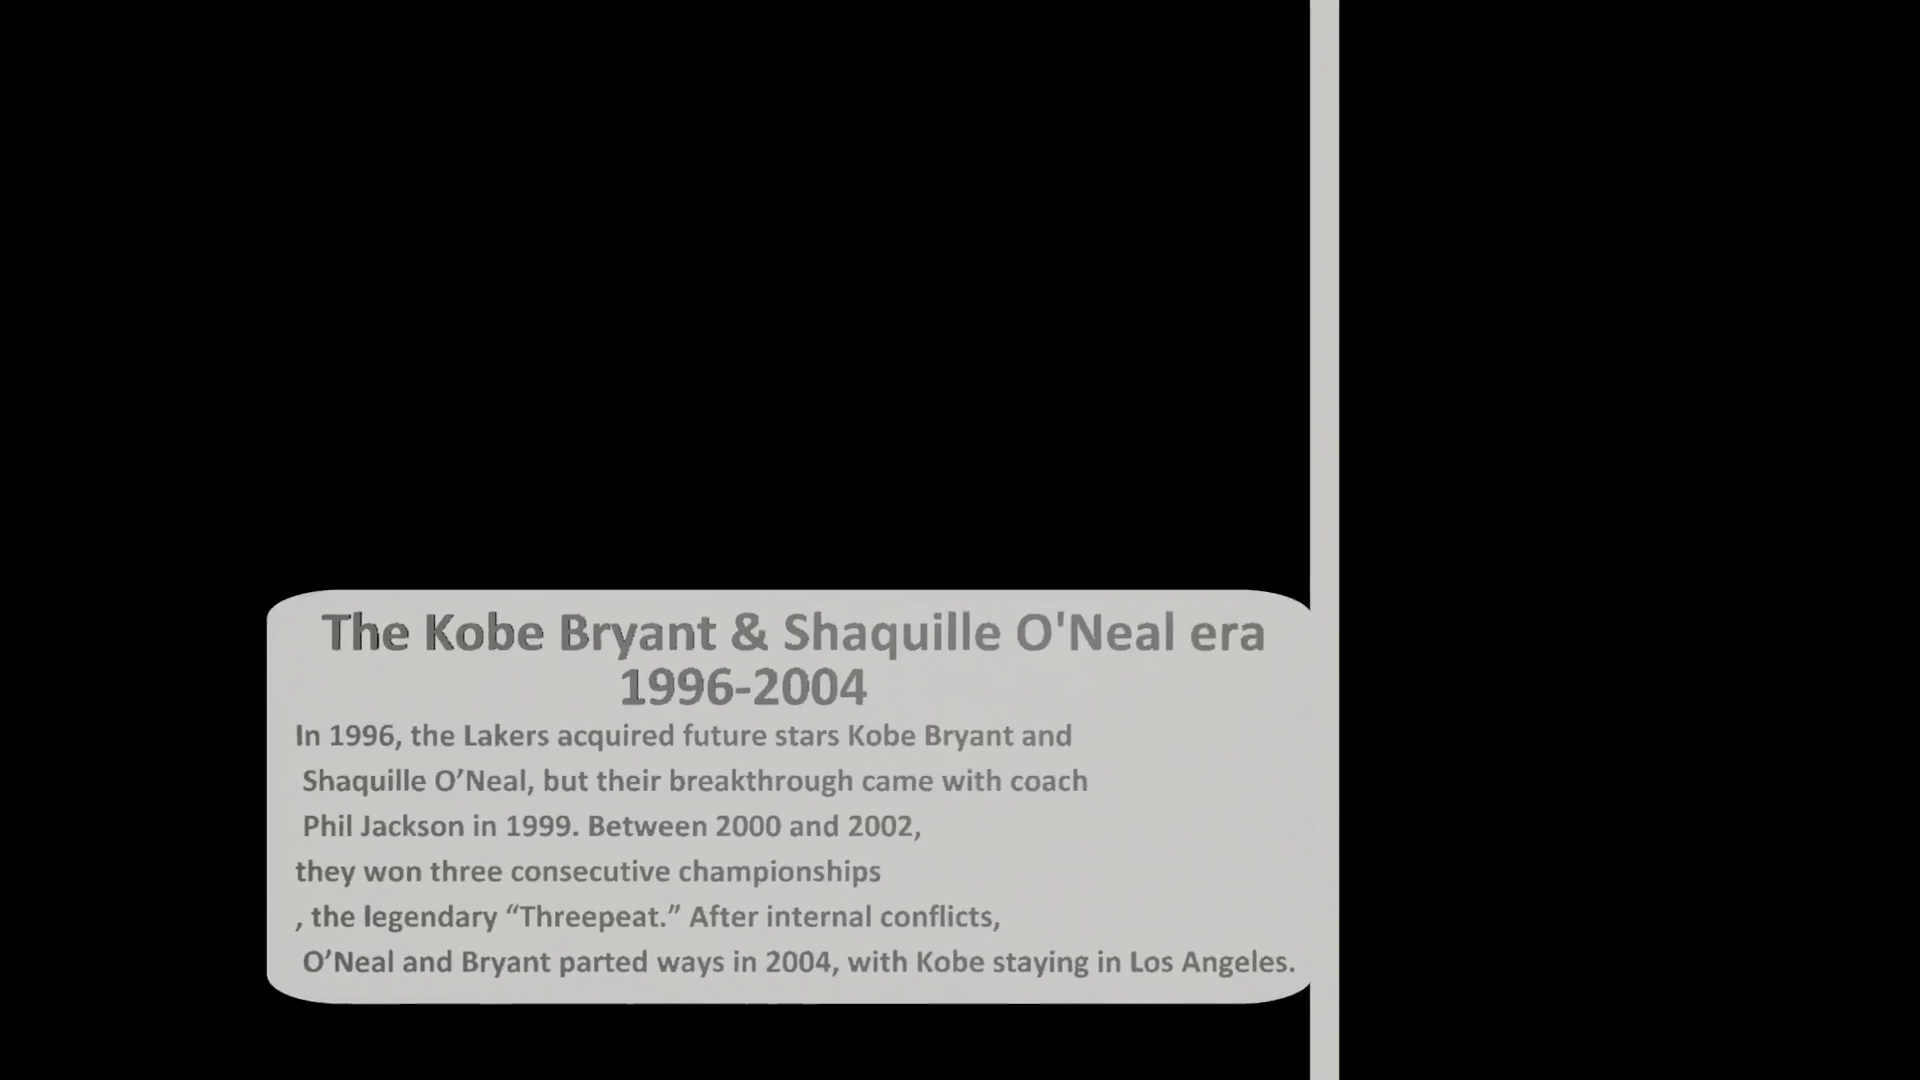 The Kobe Bryant & Shaquille O'Neal era
1996-2004
In 1996, the Lakers acquired future stars Kobe Bryant and
Shaquille O’Neal, but their breakthrough came with coach
Phil Jackson in 1999. Between 2000 and 2002,
they won three consecutive championships
, the legendary “Threepeat.” After internal conflicts,
O’Neal and Bryant parted ways in 2004, with Kobe staying in Los Angeles.